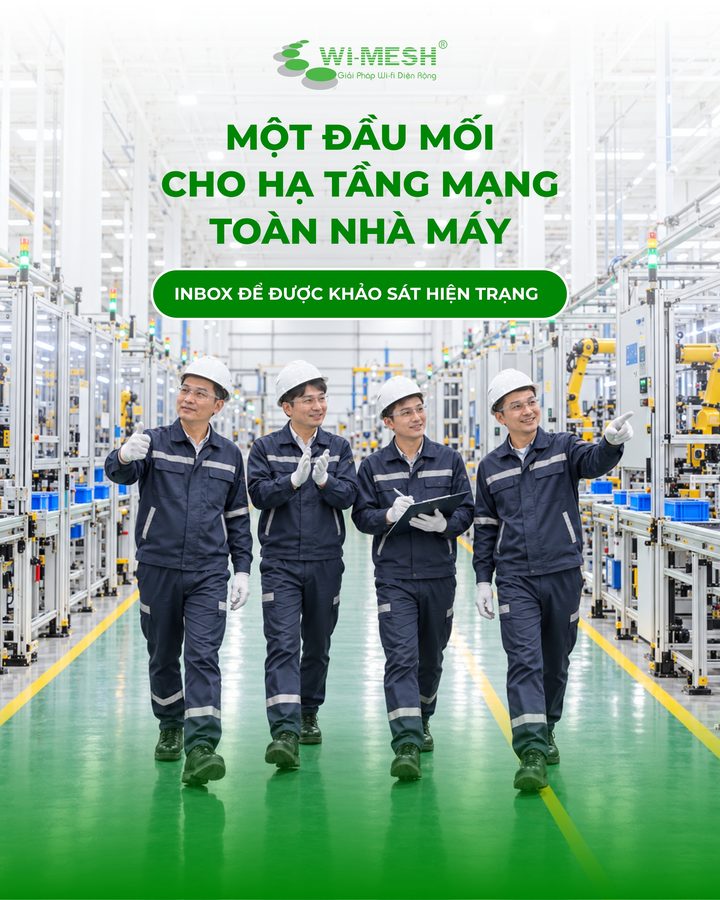 WI-MESH®
Giải Pháp Wi-fi Diện Rộng
MỘT ĐẦU MỐI
CHO HẠ TẦNG MẠNG
TOÀN NHÀ MÁY
INBOX ĐỂ ĐƯỢC KHẢO SÁT HIỆN TRẠNG